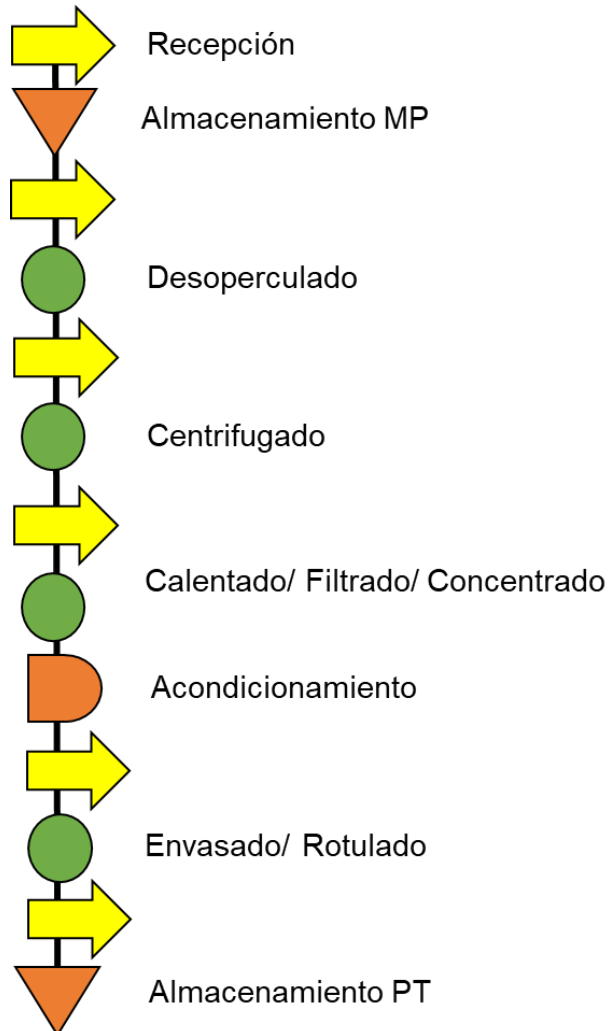 Recepción
Almacenamiento MP
Desoperculado
Centrifugado
Calentado/ Filtrado/ Concentrado
Acondicionamiento
Envasado/ Rotulado
Almacenamiento PT